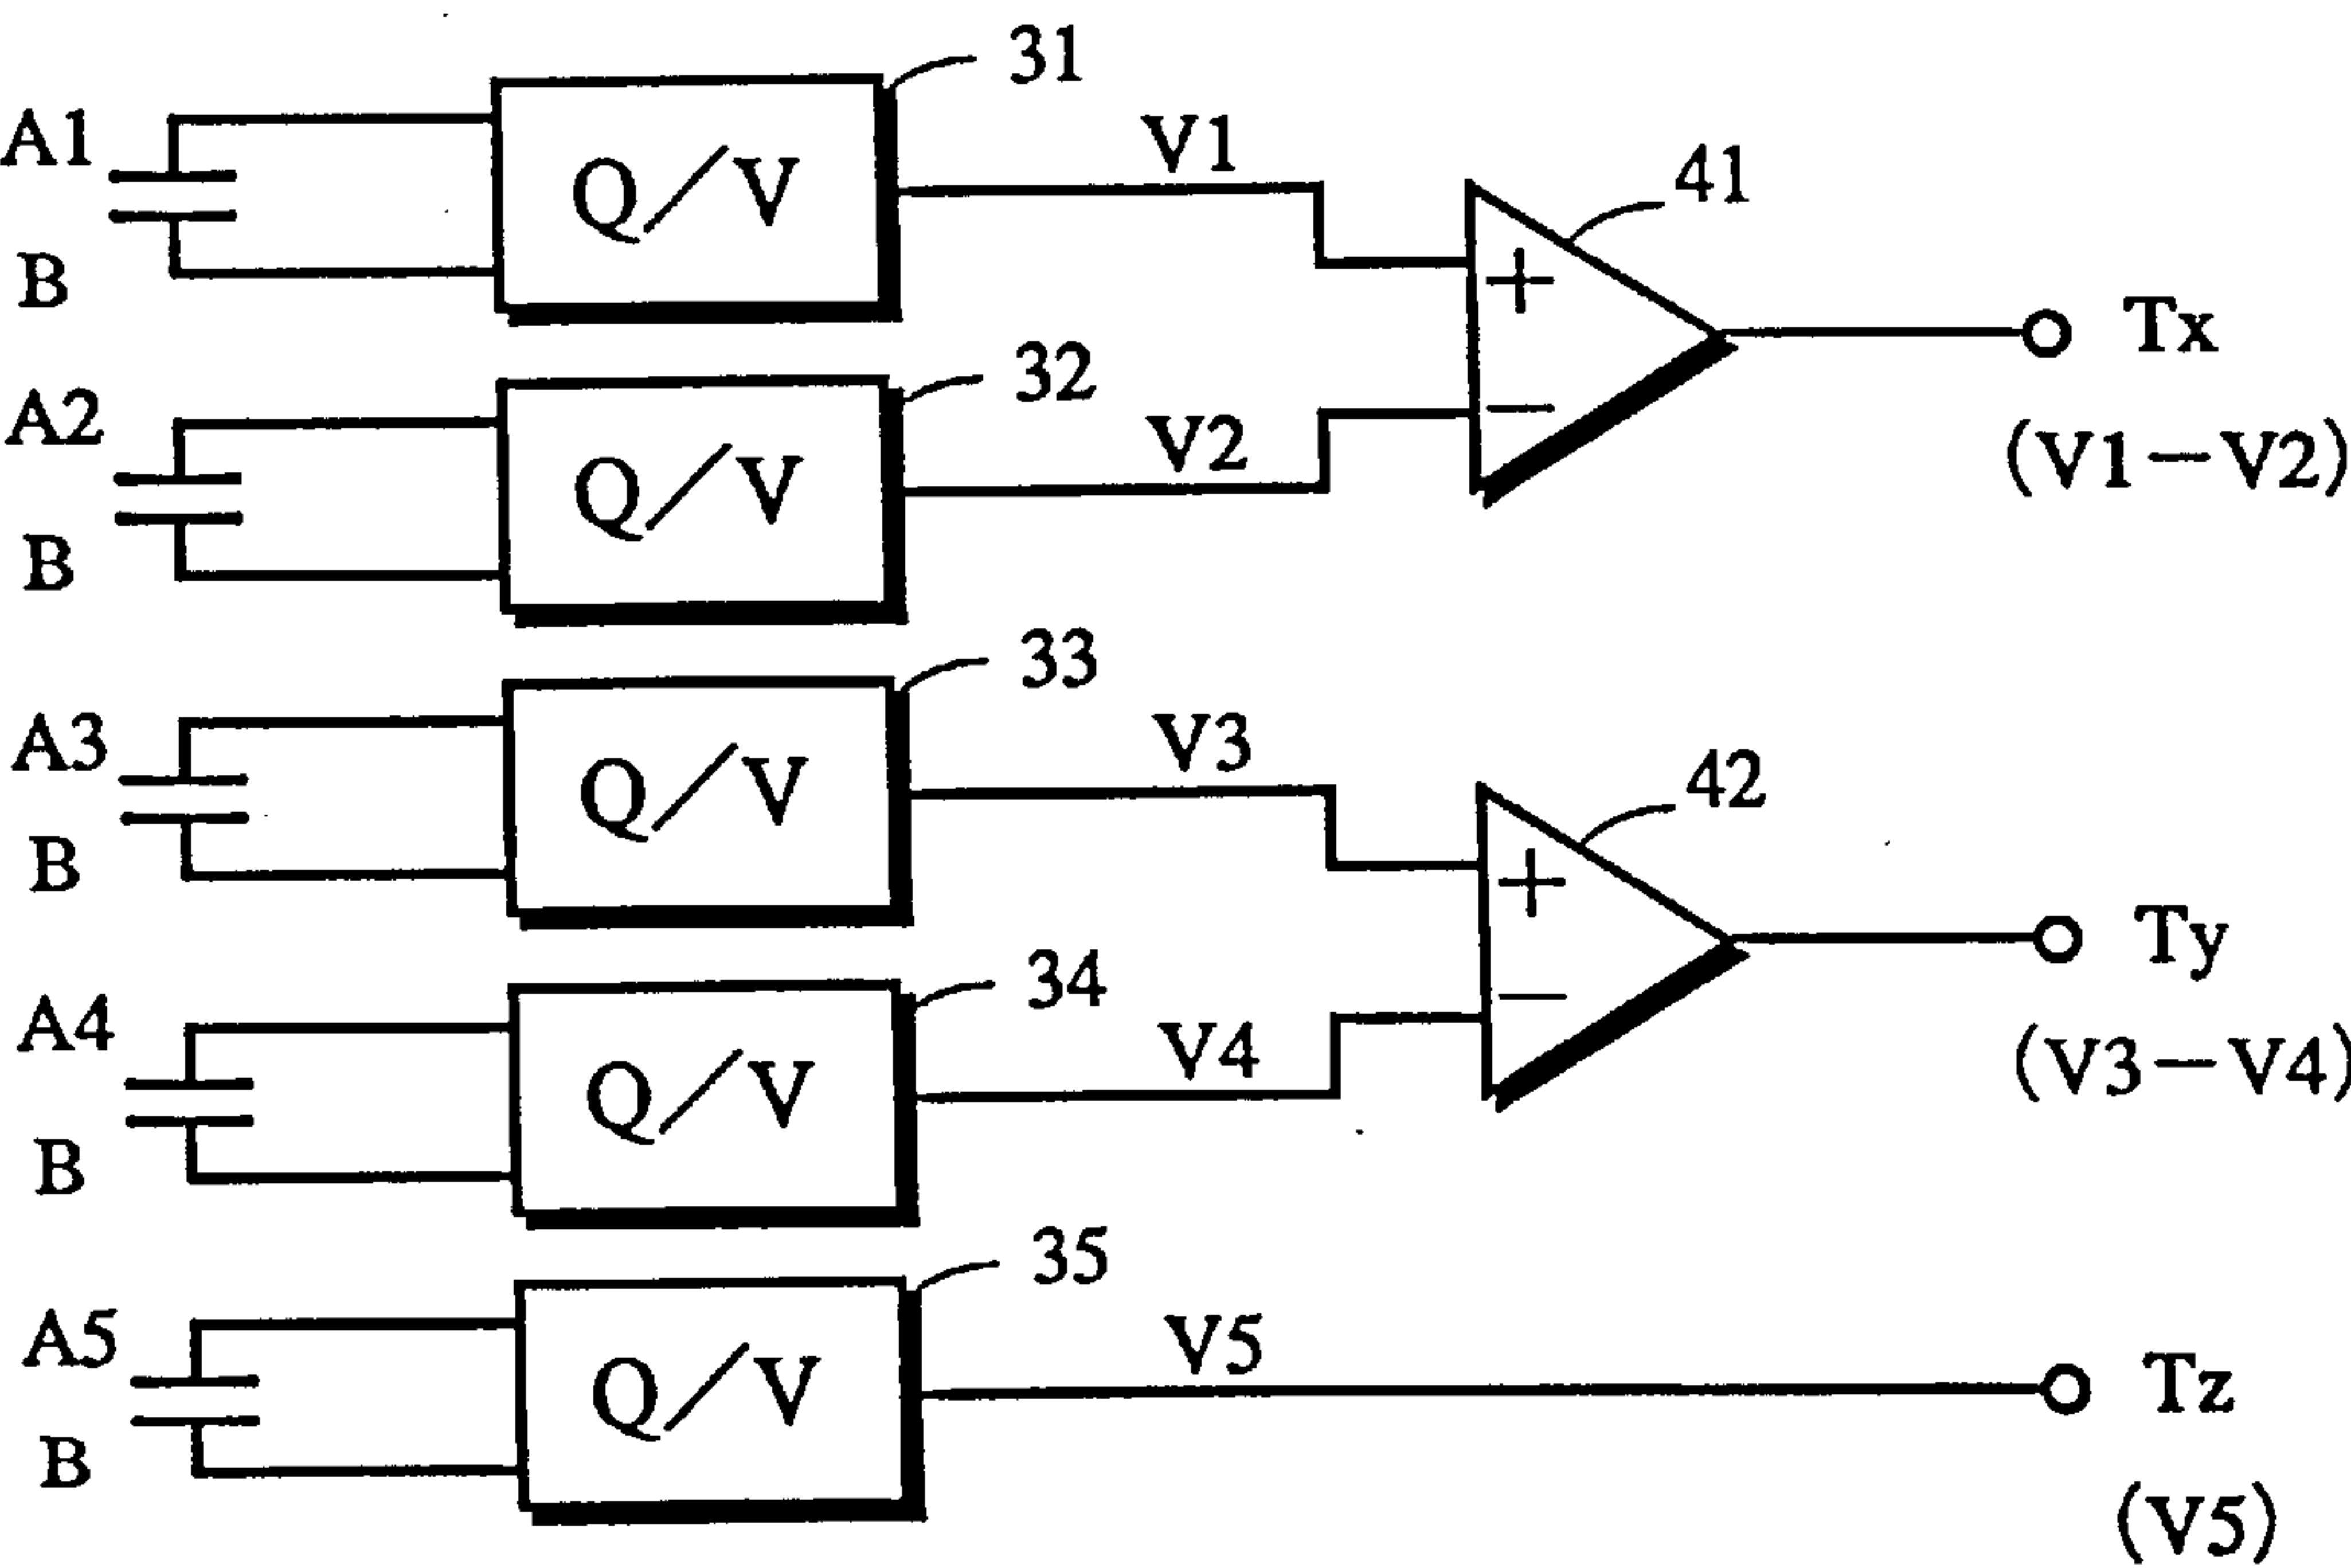 A1
B
Q/V
31
V1
41
+
−
Tx
(V1−V2)
A2
B
Q/V
32
V2
A3
B
Q/V
33
V3
42
+
−
Ty
(V3−V4)
A4
B
Q/V
34
V4
A5
B
Q/V
35
V5
Tz
(V5)